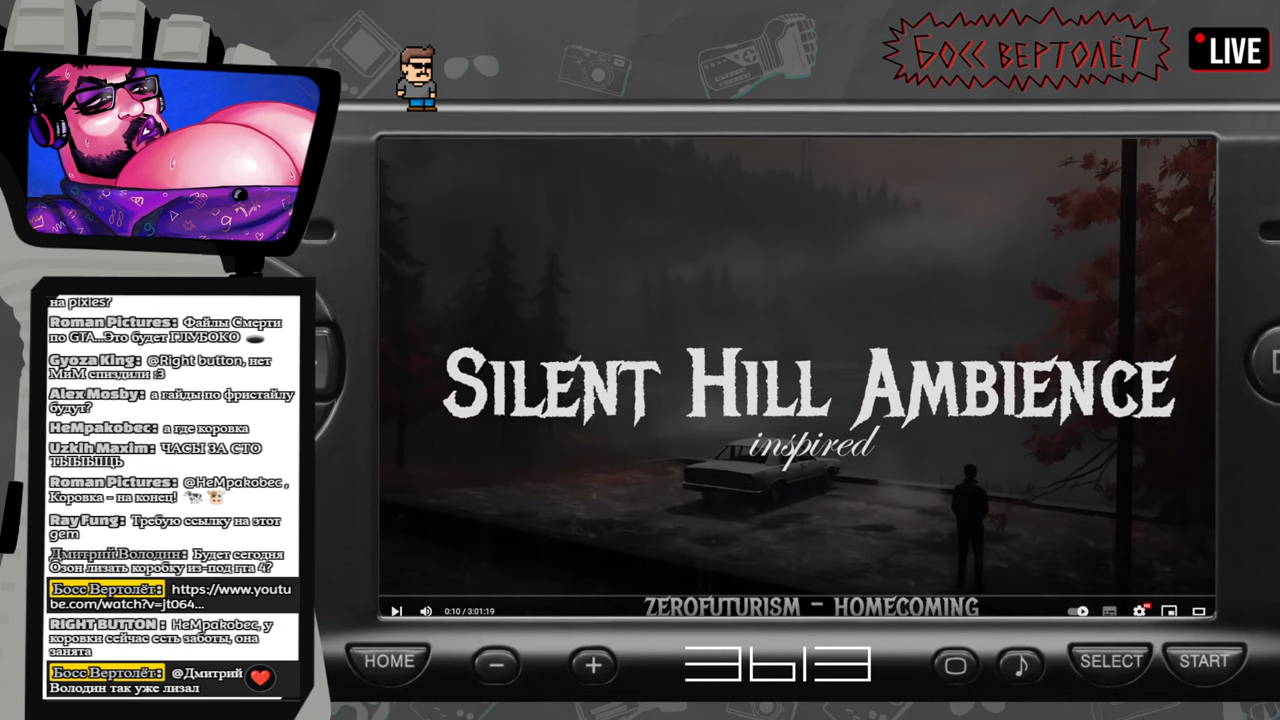 БОСС ВЕРТОЛЁТ
LIVE
на pixies?
Roman Pictures: Файлы Смерти
по GTA...Это будет ГЛУБОКО
Gyoza King: @Right button, нет
МиМ спиздили :3
Alex Mosby: а гайды по фристайлу
будут?
HeMpakobec: а где коровка
Uzkih Maxim: ЧАСЫ ЗА СТО
ТЫЫЫЩЬ
Roman Pictures: @HeMpakobec ,
Коровка - на конец!
Ray Fung: Требую ссылку на этот
gem
Дмитрий Володин: Будет сегодня
Озон лизать коробку из-под гта 4?
Босс Вертолёт: https://www.youtu
be.com/watch?v=jt064...
RIGHT BUTTON : HeMpakobec, у
коровки сейчас есть заботы, она
занята
Босс Вертолёт: @Дмитрий
Володин так уже лизал
SILENT HILL AMBIENCE
inspired
0:10 / 3:01:19
ZEROFUTURISM - HOMECOMING
HD
HOME
3613
SELECT
START